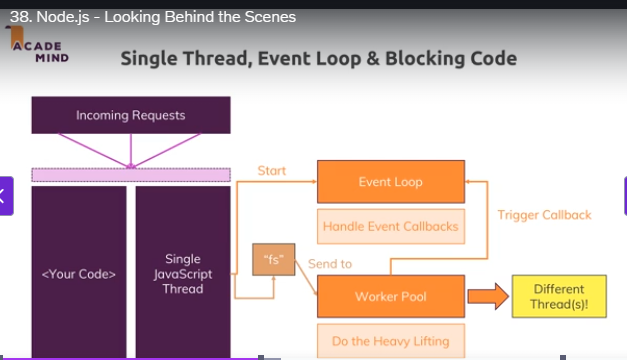 38. Node.js - Looking Behind the Scenes
ACADE
MIND
Single Thread, Event Loop & Blocking Code
Incoming Requests
Start
Event Loop
Handle Event Callbacks
Trigger Callback
<Your Code>
Single
JavaScript
Thread
"fs"
Send to
Worker Pool
Different
Thread(s)!
Do the Heavy Lifting